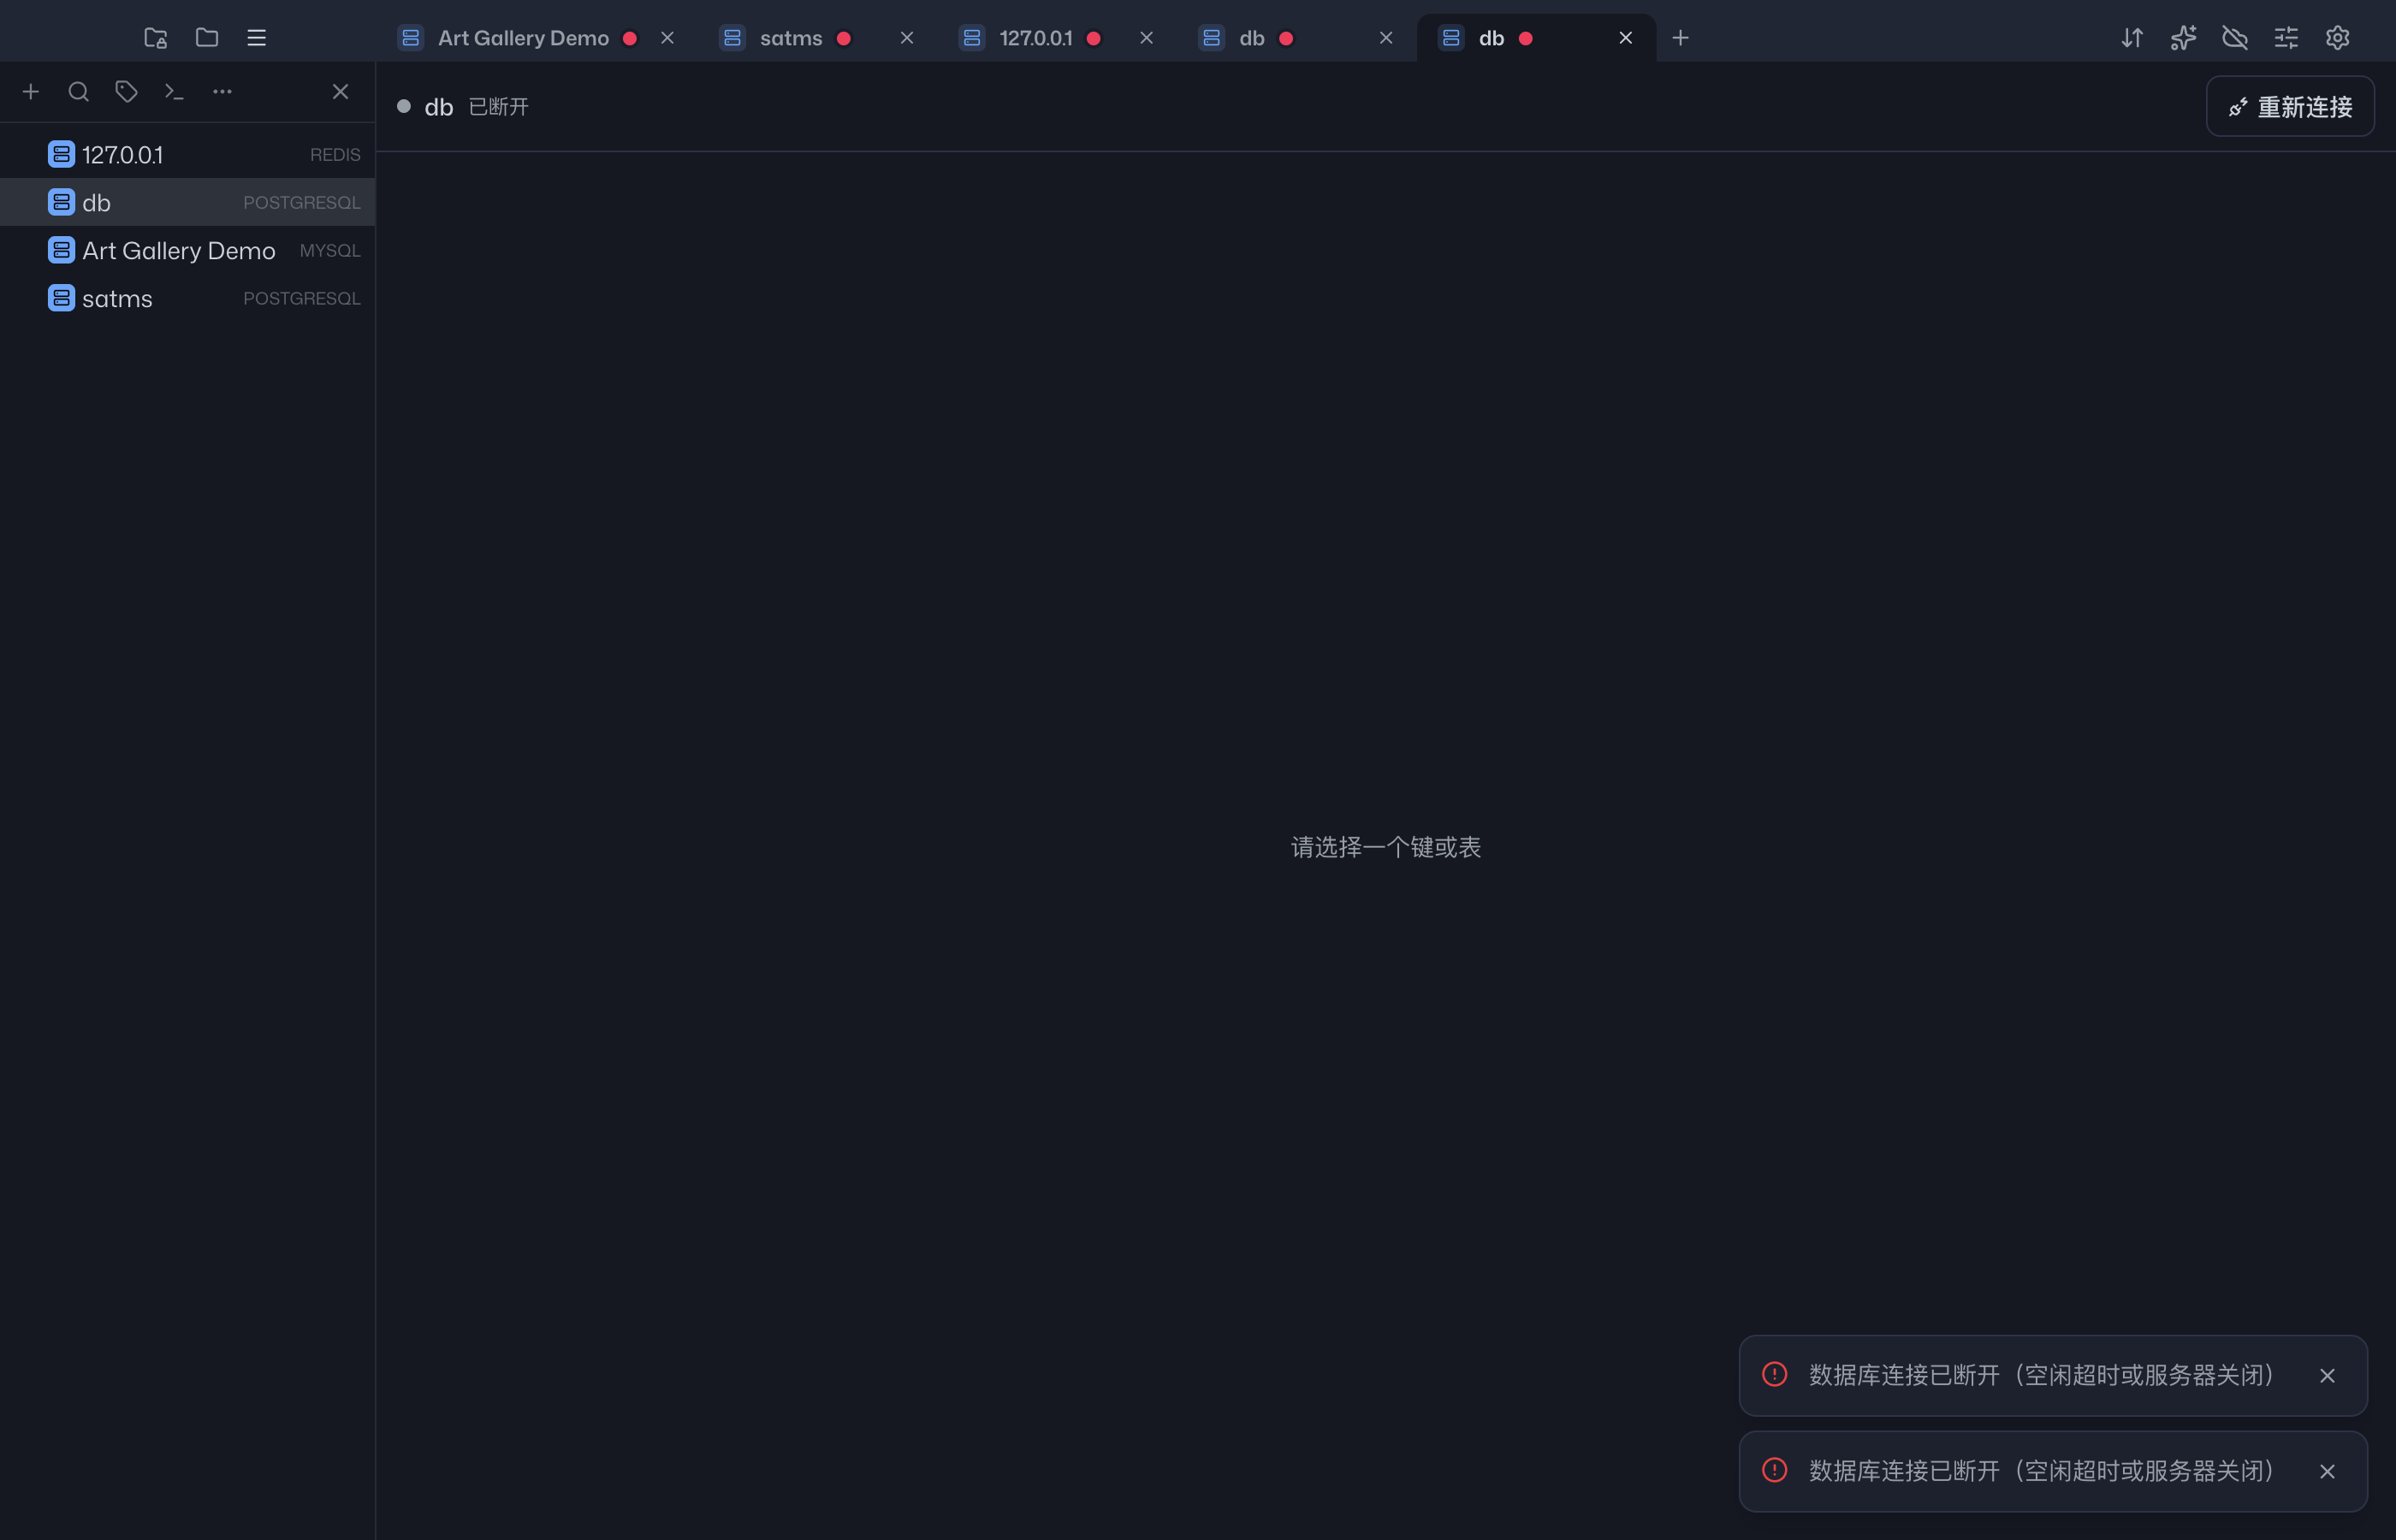 Art Gallery Demo
satms
127.0.0.1
db
db
db 已断开
重新连接
127.0.0.1 REDIS
db POSTGRESQL
Art Gallery Demo MYSQL
satms POSTGRESQL
请选择一个键或表
数据库连接已断开（空闲超时或服务器关闭）
数据库连接已断开（空闲超时或服务器关闭）